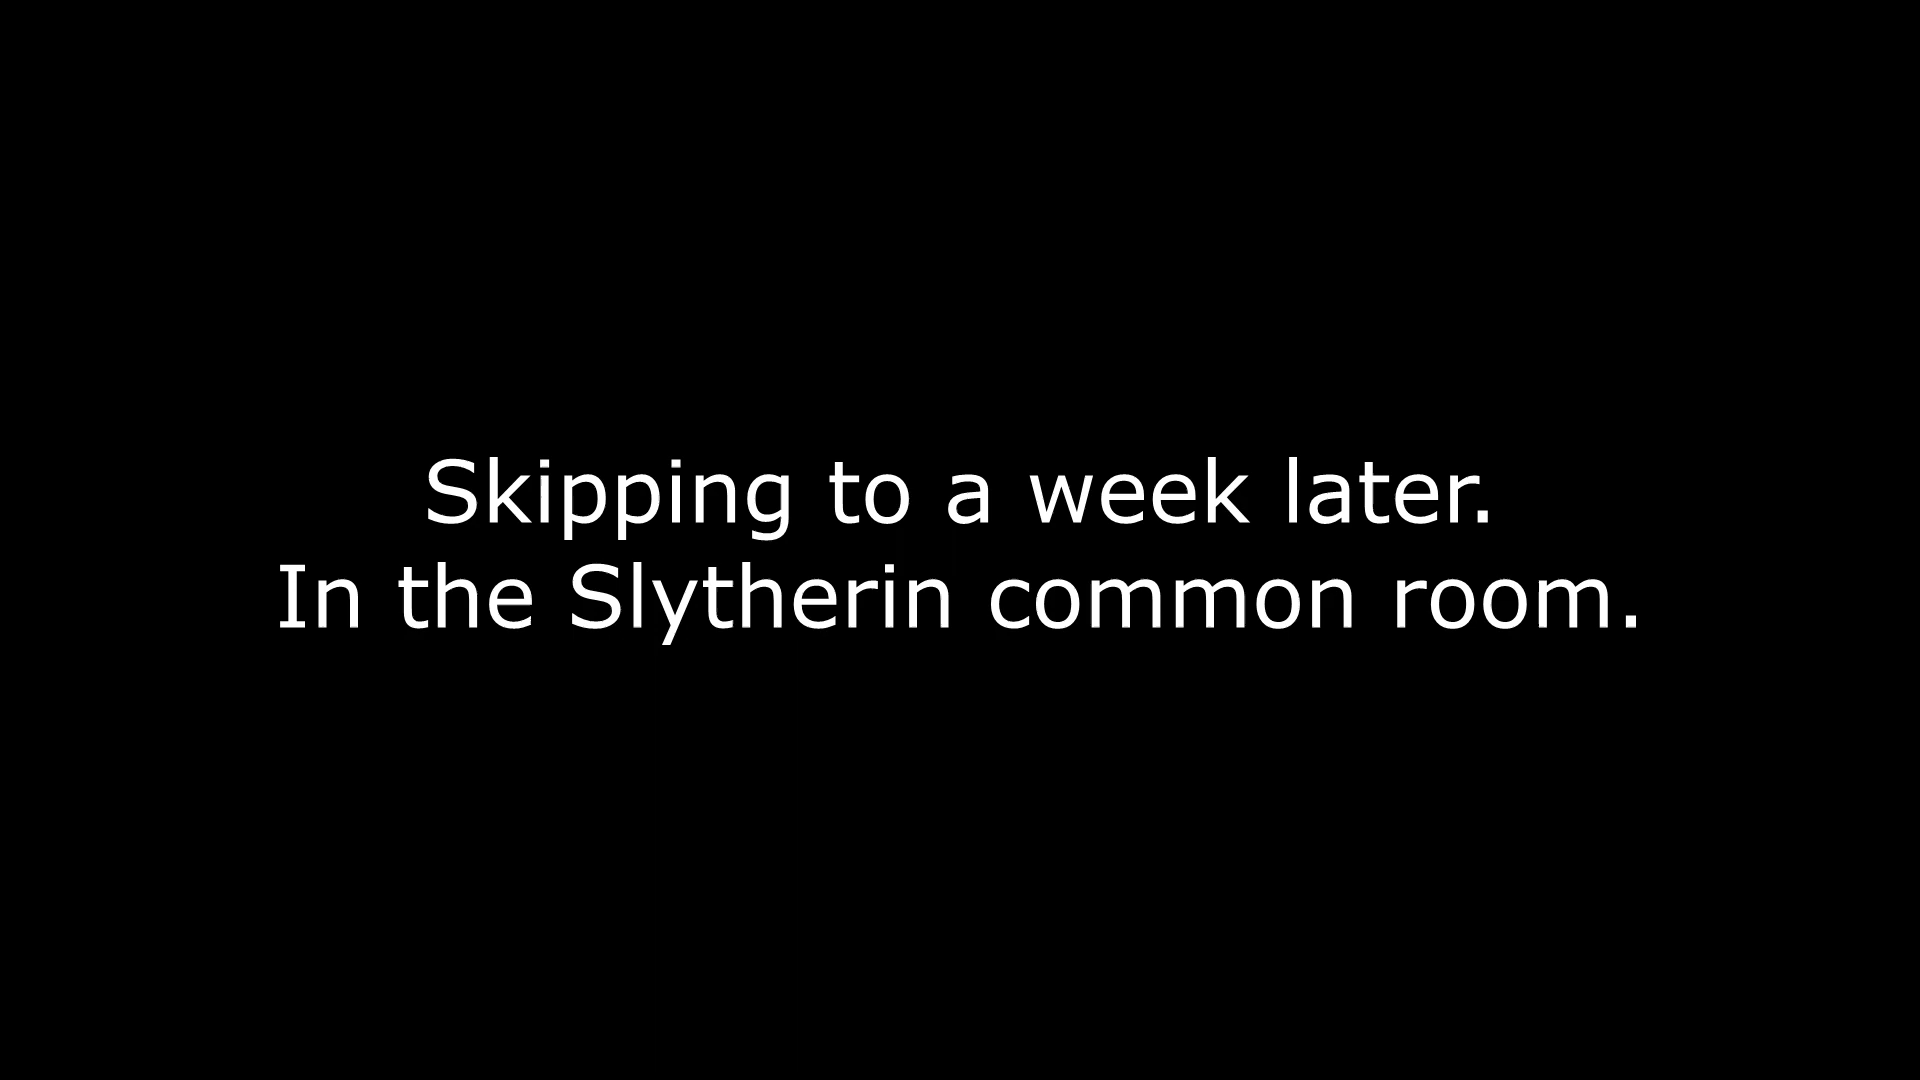 Skipping to a week later.
In the Slytherin common room.